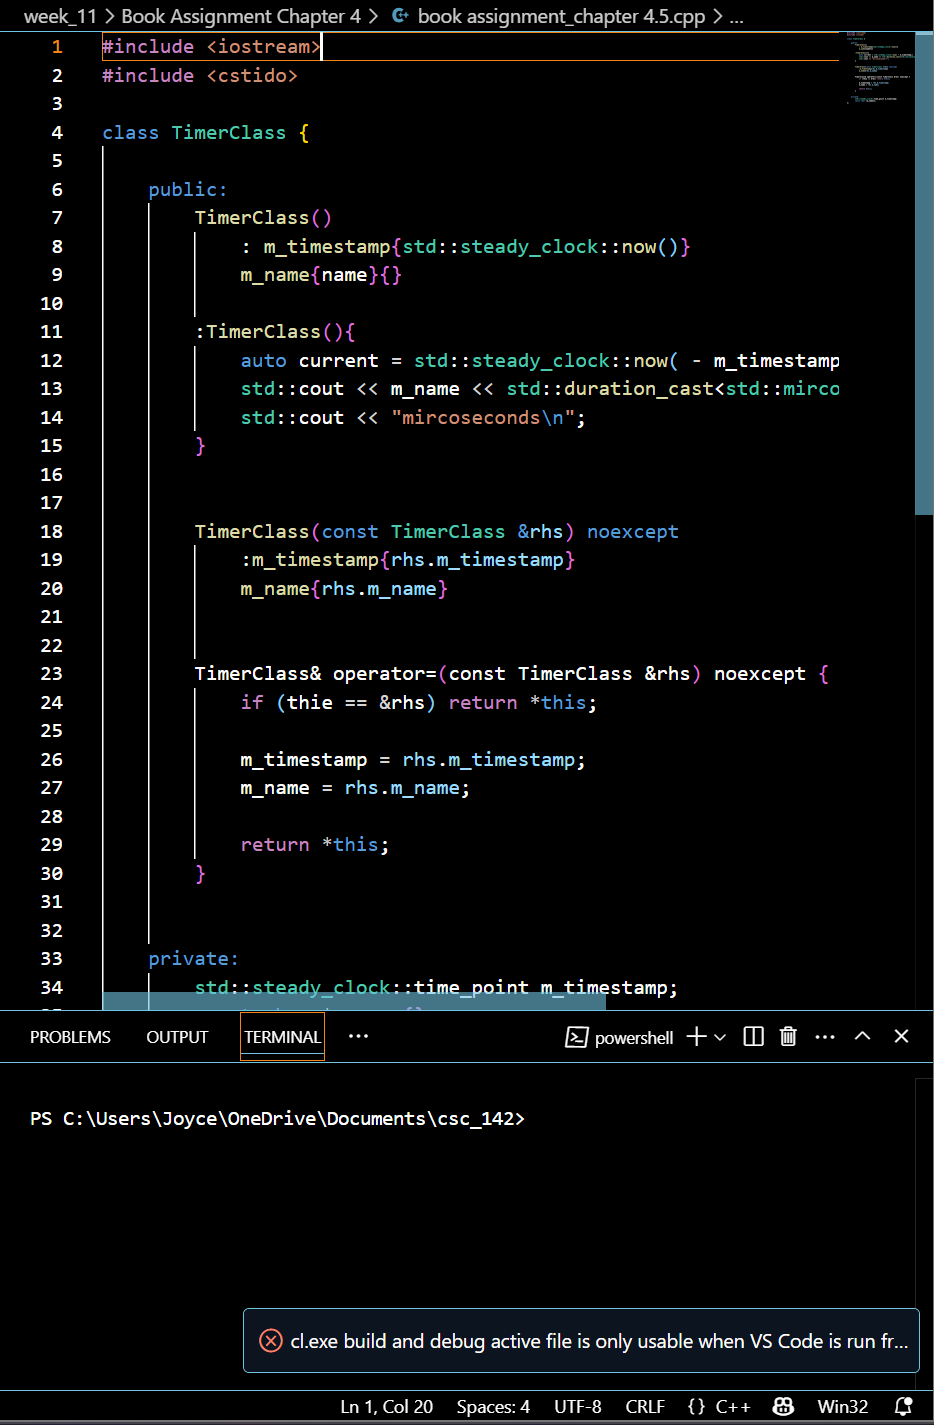 week_11 > Book Assignment Chapter 4 > book assignment_chapter 4.5.cpp > ...
1 #include <iostream>
2 #include <cstido>
3
4 class TimerClass {
5
6 public:
7 TimerClass()
8 : m_timestamp{std::steady_clock::now()}
9 m_name{name}{}
10
11 :TimerClass(){
12 auto current = std::steady_clock::now( - m_timestamp
13 std::cout << m_name << std::duration_cast<std::mirco
14 std::cout << "mircoseconds\n";
15 }
16
17
18 TimerClass(const TimerClass &rhs) noexcept
19 :m_timestamp{rhs.m_timestamp}
20 m_name{rhs.m_name}
21
22
23 TimerClass& operator=(const TimerClass &rhs) noexcept {
24 if (thie == &rhs) return *this;
25
26 m_timestamp = rhs.m_timestamp;
27 m_name = rhs.m_name;
28
29 return *this;
30 }
31
32
33 private:
34 std::steady_clock::time_point m_timestamp;
PROBLEMS OUTPUT TERMINAL ... powershell
PS C:\Users\Joyce\OneDrive\Documents\csc_142>
cl.exe build and debug active file is only usable when VS Code is run fr...
Ln 1, Col 20 Spaces: 4 UTF-8 CRLF {} C++ Win32